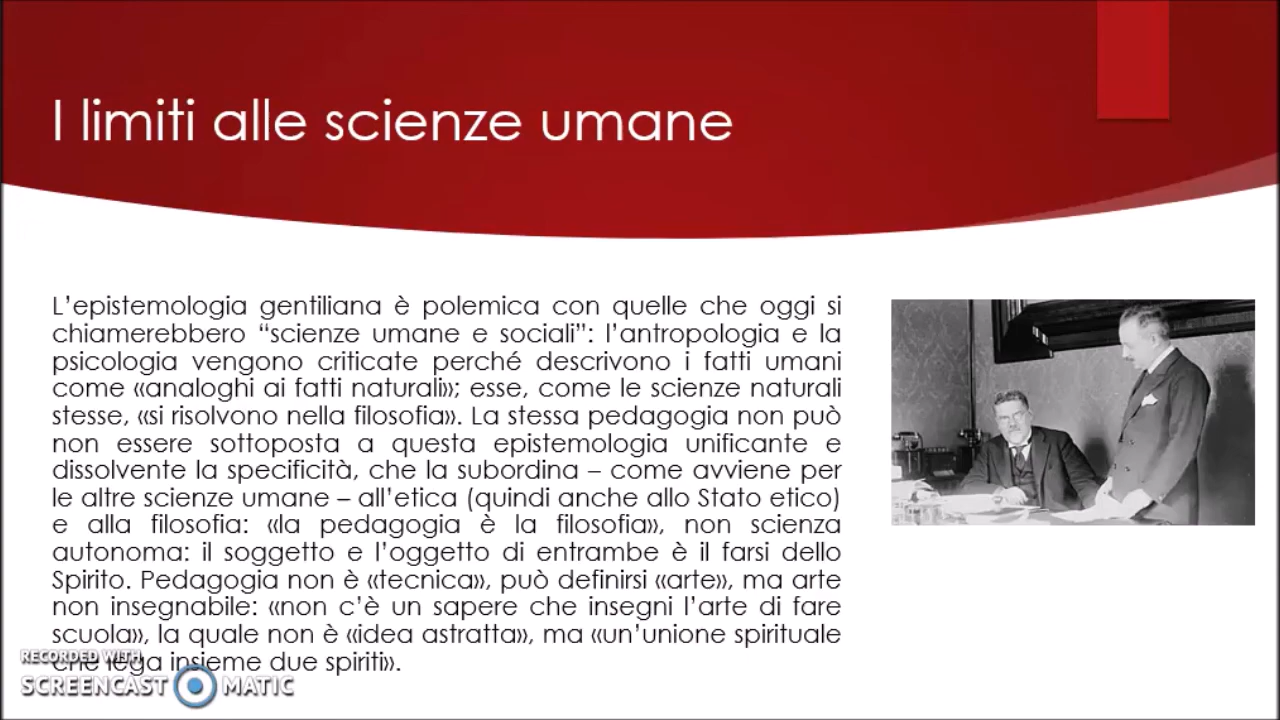 I limiti alle scienze umane
L’epistemologia gentiliana è polemica con quelle che oggi si
chiamerebbero “scienze umane e sociali”: l’antropologia e la
psicologia vengono criticate perché descrivono i fatti umani
come «analoghi ai fatti naturali»; esse, come le scienze naturali
stesse, «si risolvono nella filosofia». La stessa pedagogia non può
non essere sottoposta a questa epistemologia unificante e
dissolvente la specificità, che la subordina – come avviene per
le altre scienze umane – all’etica (quindi anche allo Stato etico)
e alla filosofia: «la pedagogia è la filosofia», non scienza
autonoma: il soggetto e l’oggetto di entrambe è il farsi dello
Spirito. Pedagogia non è «tecnica», può definirsi «arte», ma arte
non insegnabile: «non c’è un sapere che insegni l’arte di fare
scuola», la quale non è «idea astratta», ma «un’unione spirituale
che lega insieme due spiriti».
RECORDED WITH
SCREENCAST MATIC